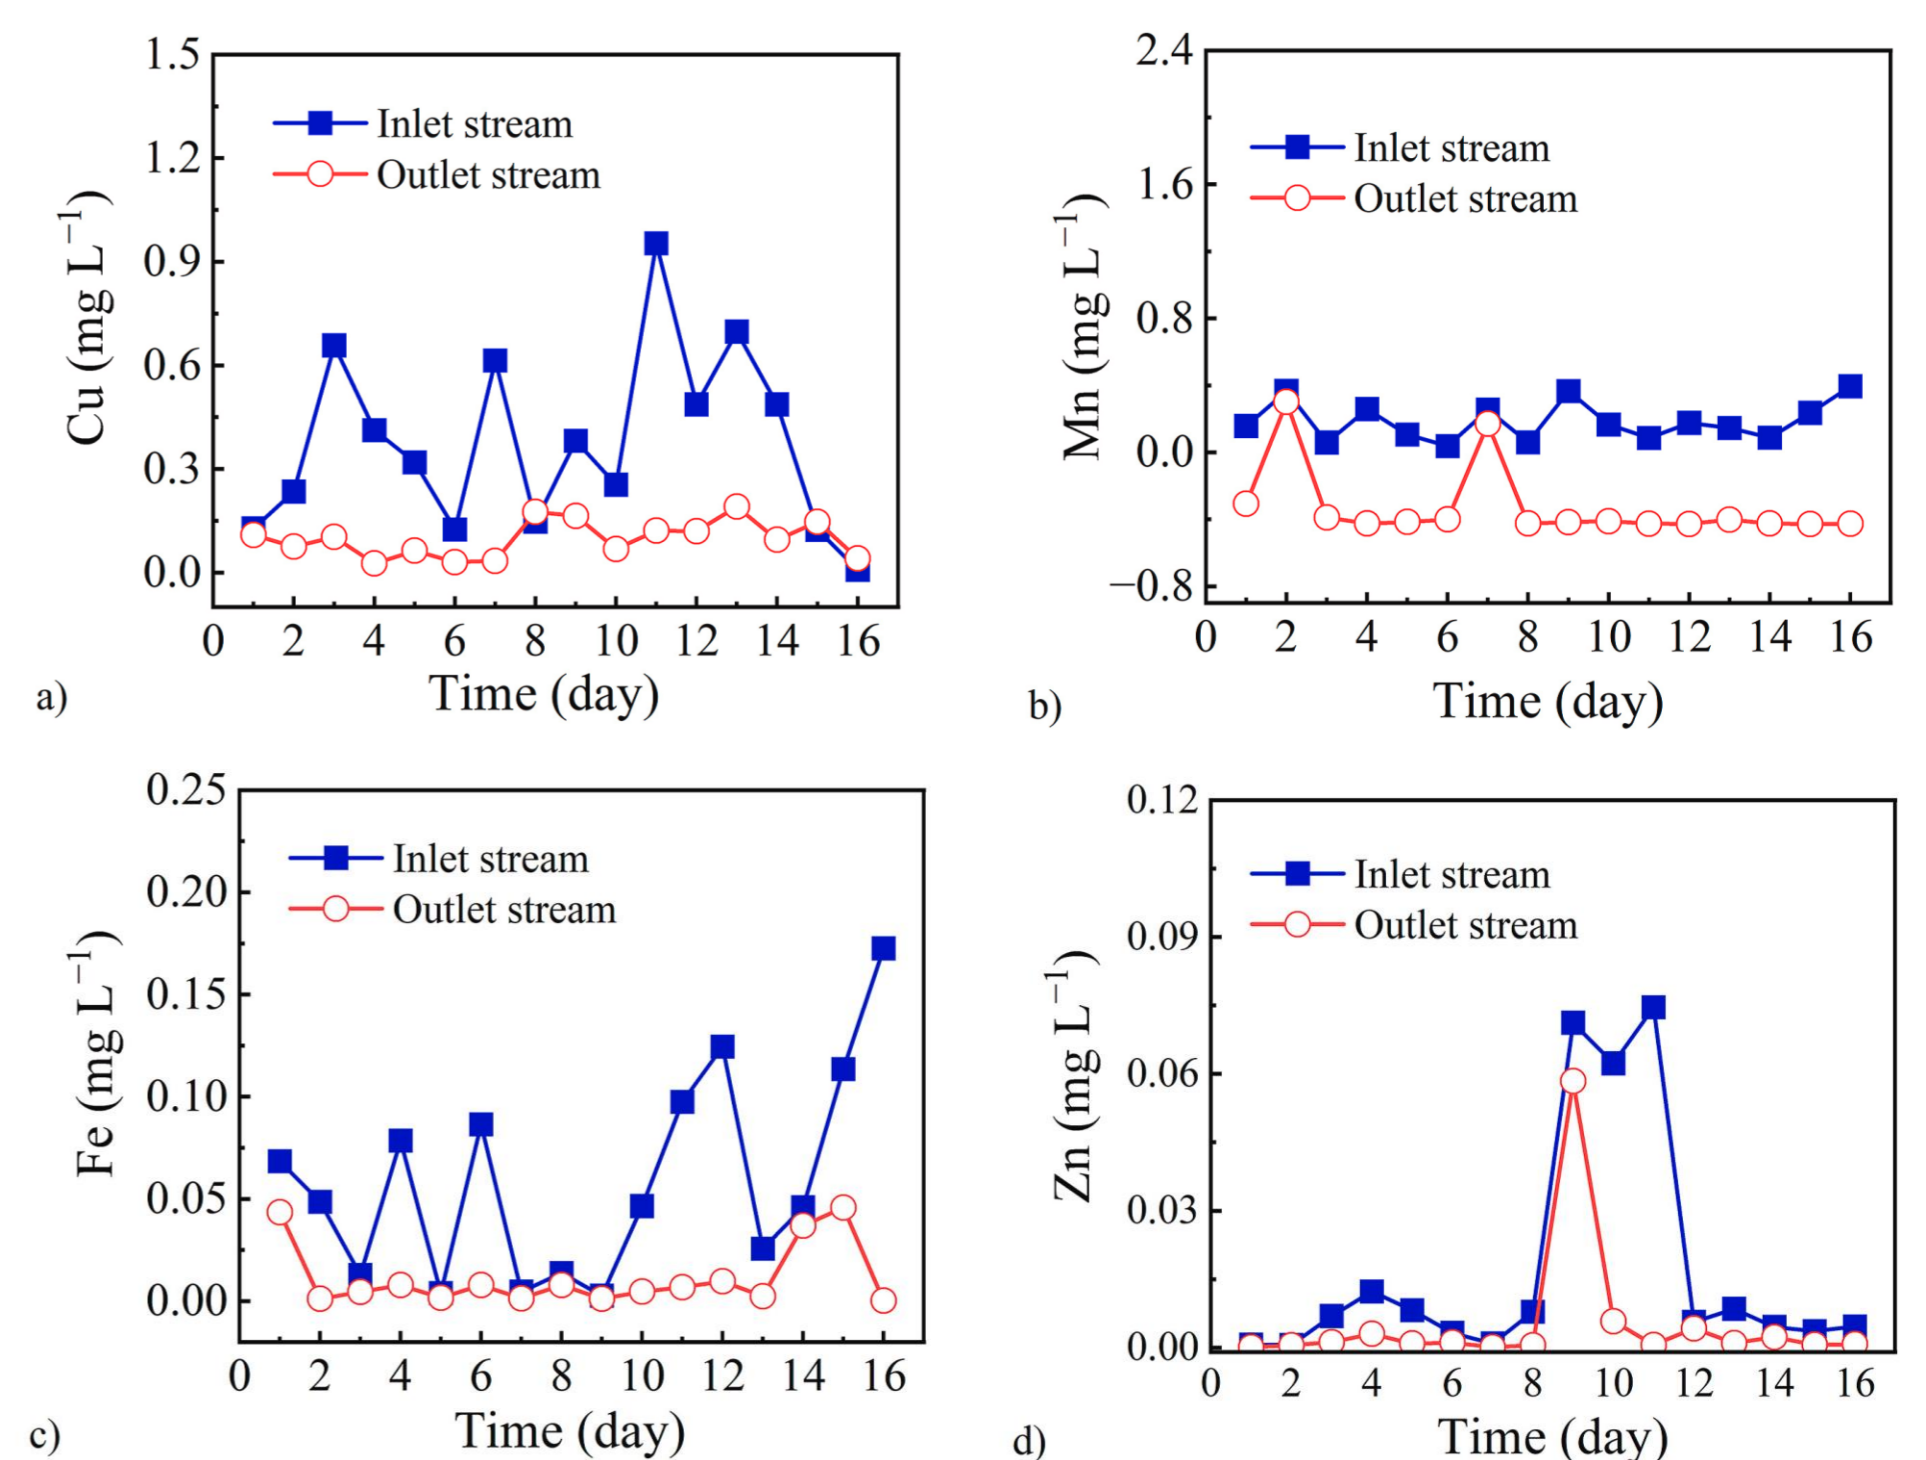 1.5
1.2
0.9
0.6
0.3
0.0
Cu (mg L⁻¹)
Inlet stream
Outlet stream
0 2 4 6 8 10 12 14 16
Time (day)
a)
2.4
1.6
0.8
0.0
−0.8
Mn (mg L⁻¹)
Inlet stream
Outlet stream
0 2 4 6 8 10 12 14 16
Time (day)
b)
0.25
0.20
0.15
0.10
0.05
0.00
Fe (mg L⁻¹)
Inlet stream
Outlet stream
0 2 4 6 8 10 12 14 16
Time (day)
c)
0.12
0.09
0.06
0.03
0.00
Zn (mg L⁻¹)
Inlet stream
Outlet stream
0 2 4 6 8 10 12 14 16
Time (day)
d)